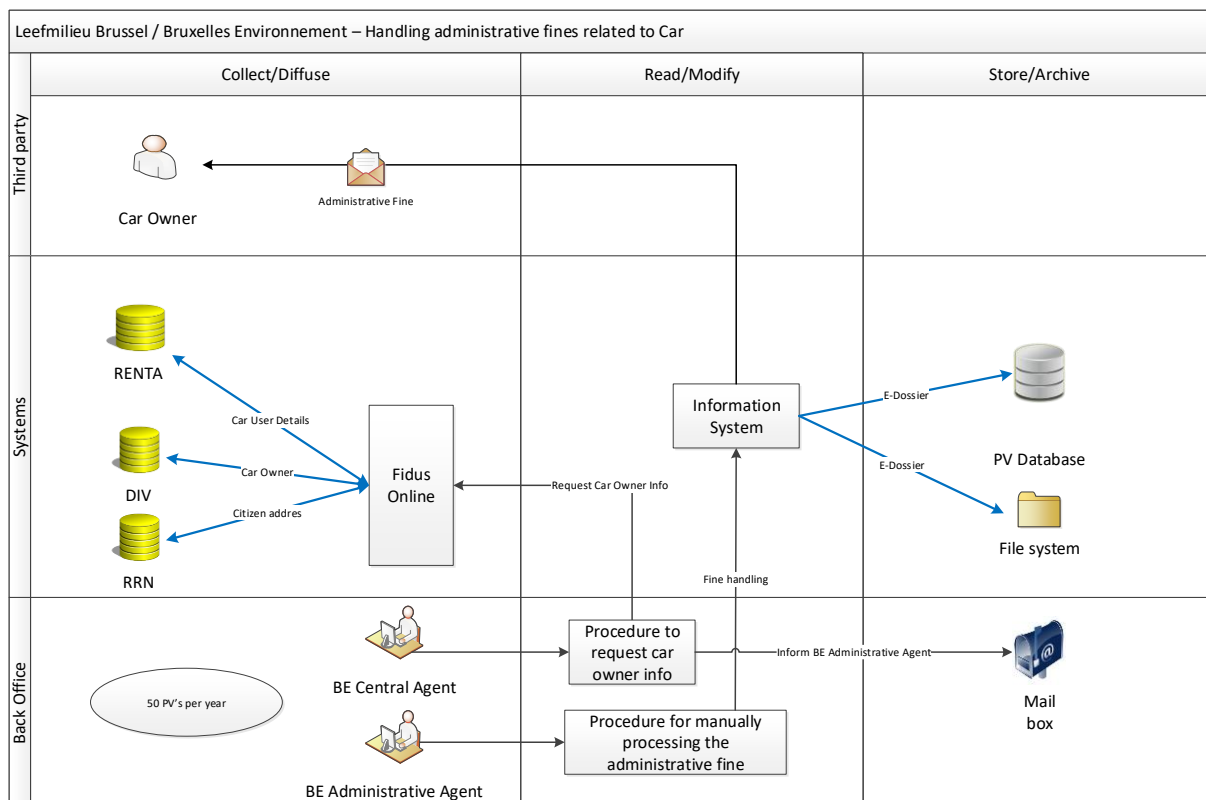 Leefmilieu Brussel / Bruxelles Environnement – Handling administrative fines related to Car
Collect/Diffuse
Read/Modify
Store/Archive
Third party
Car Owner
Administrative Fine
Systems
RENTA
DIV
RRN
Car User Details
Car Owner
Citizen addres
Fidus
Online
Request Car Owner Info
Information
System
Fine handling
E-Dossier
E-Dossier
PV Database
File system
Back Office
50 PV's per year
BE Central Agent
BE Administrative Agent
Procedure to
request car
owner info
Procedure for manually
processing the
administrative fine
Inform BE Administrative Agent
@
Mail
box